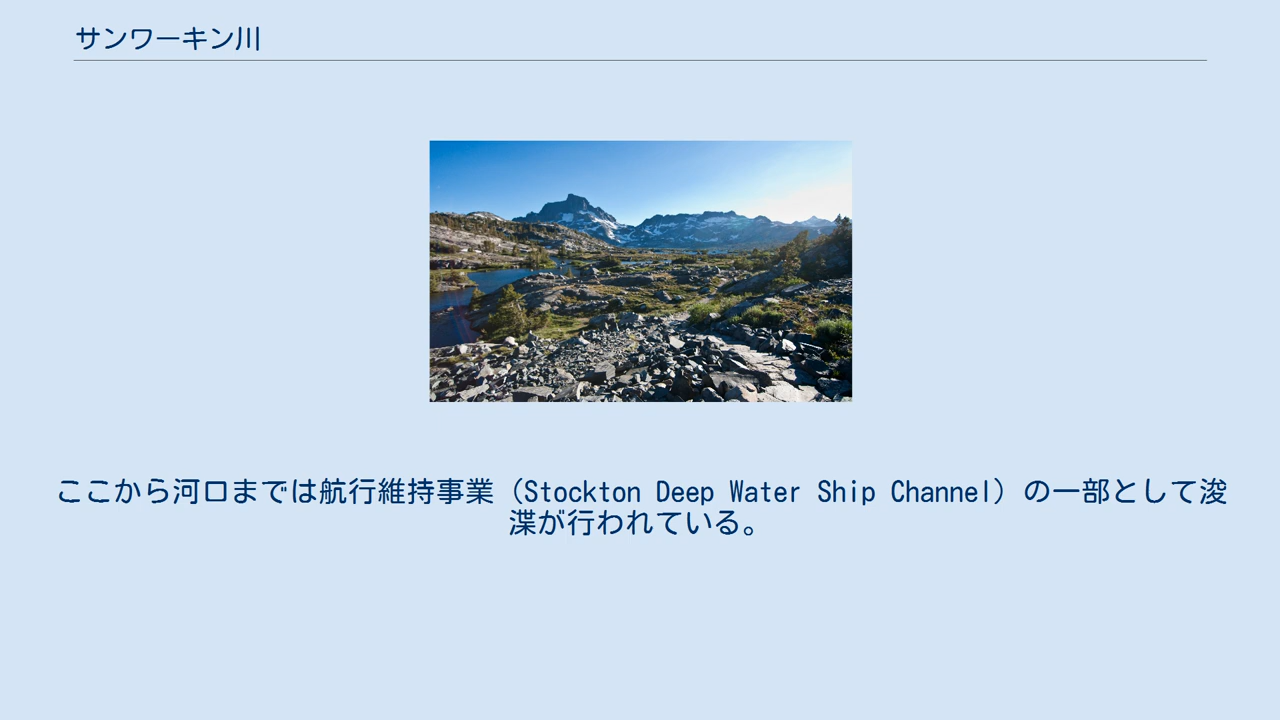 サンワーキン川
ここから河口までは航行維持事業（Stockton Deep Water Ship Channel）の一部として浚
渫が行われている。